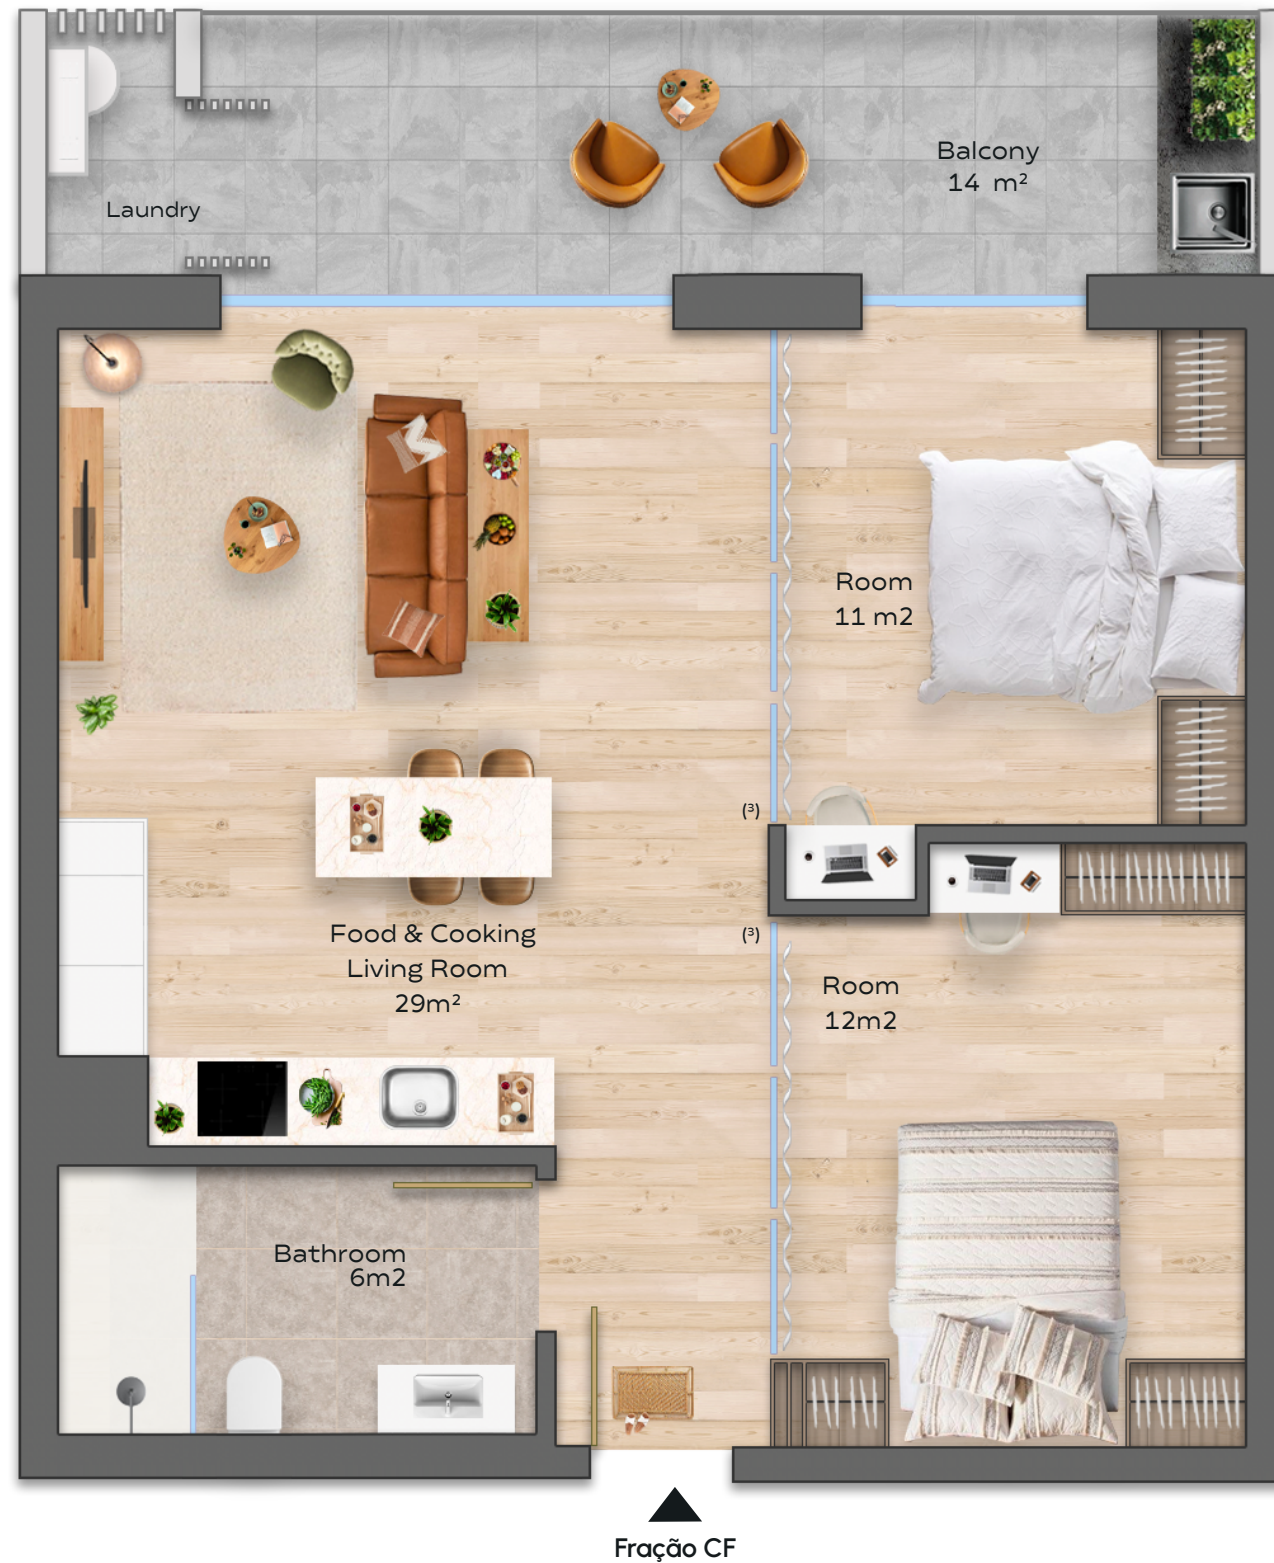 Balcony
14 m²
Laundry
Room
11 m2
(³)
(³)
Food & Cooking
Living Room
29m²
Room
12m2
Bathroom
6m2
Fração CF